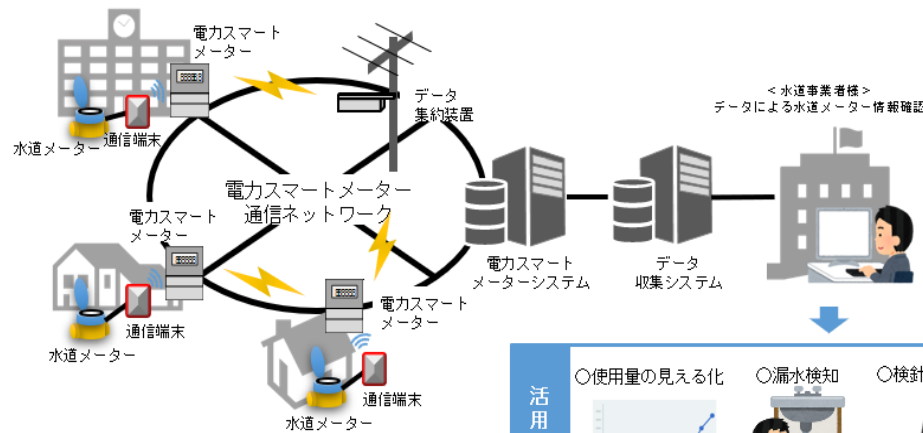 電力スマート
メーター
データ
集約装置
＜水道事業者様＞
データによる水道メーター情報確認
水道メーター
通信端末
電力スマートメーター
通信ネットワーク
電力スマート
メーター
電力スマート
メーターシステム
データ
収集システム
通信端末
水道メーター
電力スマート
メーター
通信端末
水道メーター
活
用
○使用量の見える化
○漏水検知
○検針